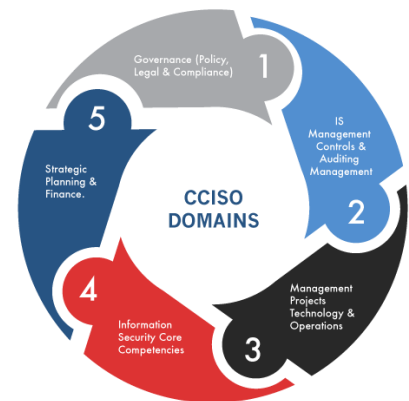 Governance (Policy,
Legal & Compliance)
1
IS
Management
Controls &
Auditing
Management
2
Management
Projects
Technology &
Operations
3
Information
Security Core
Competencies
4
Strategic
Planning &
Finance.
5
CCISO
DOMAINS